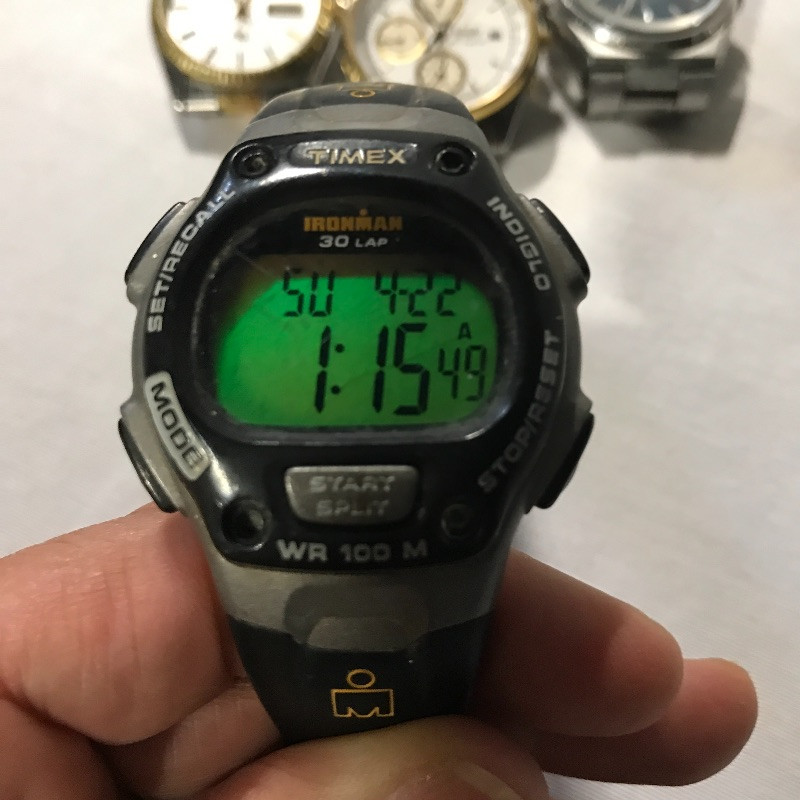 TIMEX
IRONMAN
30 LAP
SET/RECALL
INDIGLO
SU 4-22
A
1:15 49
MODE
STOP/RESET
START
SPLIT
WR 100 M